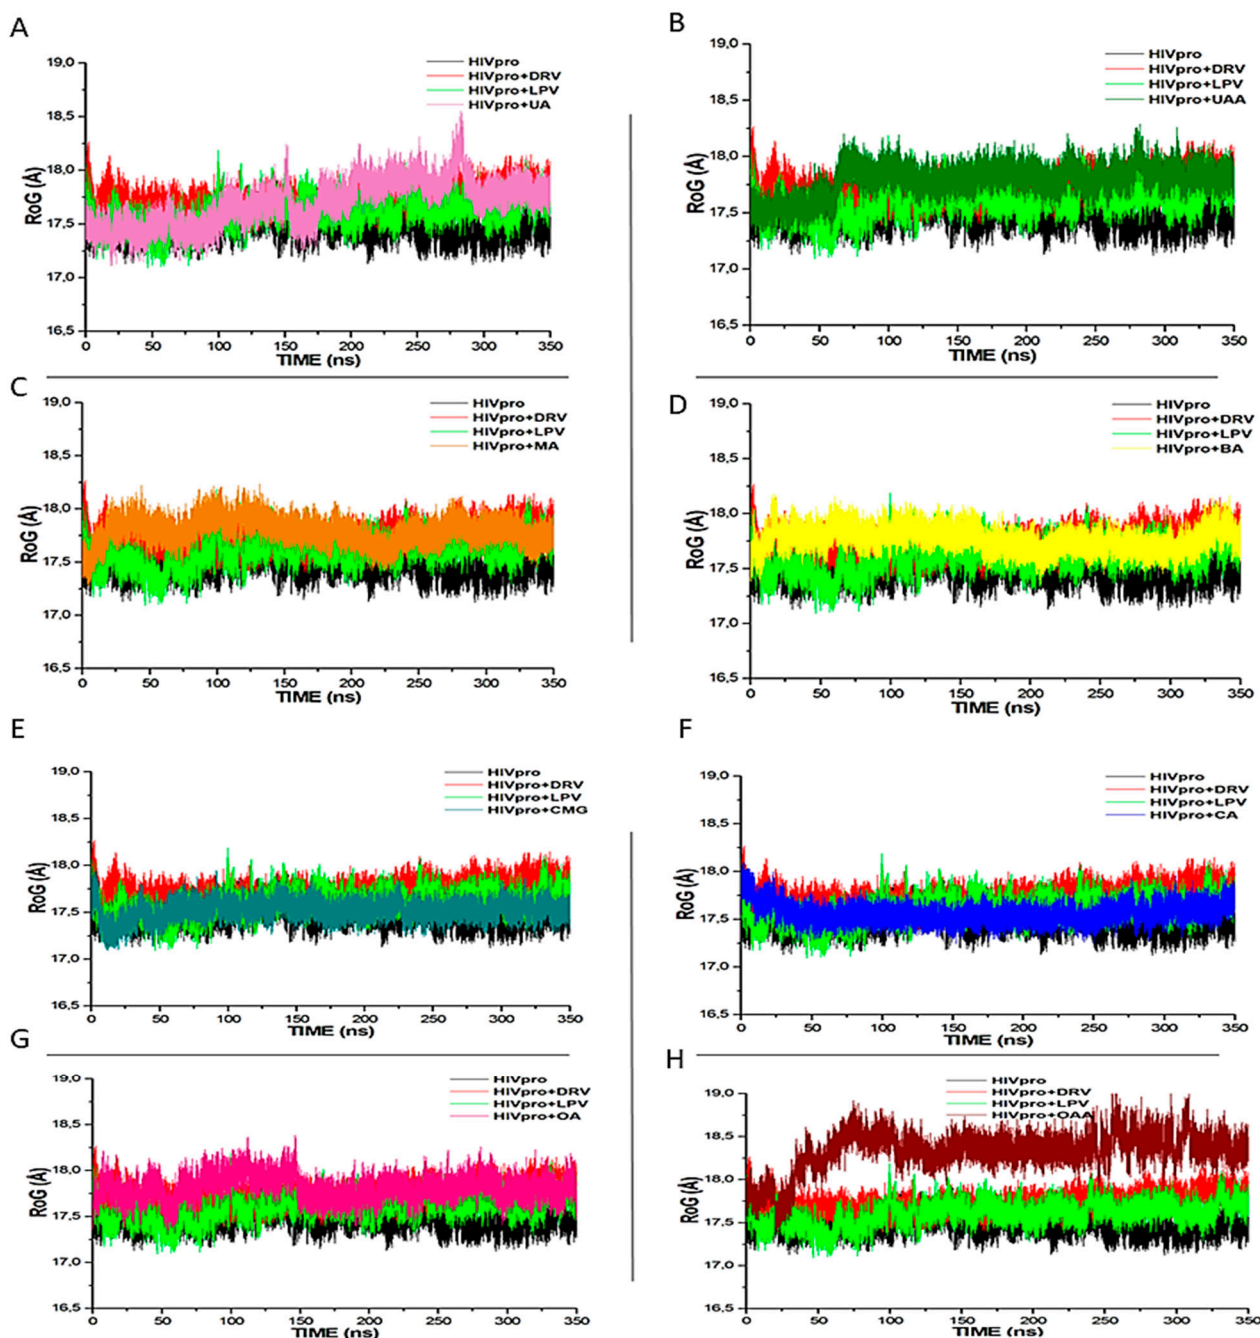 A
19,0
18,5
18,0
17,5
17,0
16,5
RoG (Å)
HIVpro
HIVpro+DRV
HIVpro+LPV
HIVpro+UA
0 50 100 150 200 250 300 350
TIME (ns)
B
19,0
18,5
18,0
17,5
17,0
16,5
RoG (Å)
HIVpro
HIVpro+DRV
HIVpro+LPV
HIVpro+UAA
0 50 100 150 200 250 300 350
TIME (ns)
C
19,0
18,5
18,0
17,5
17,0
16,5
RoG (Å)
HIVpro
HIVpro+DRV
HIVpro+LPV
HIVpro+MA
0 50 100 150 200 250 300 350
TIME (ns)
D
19,0
18,5
18,0
17,5
17,0
16,5
RoG (Å)
HIVpro
HIVpro+DRV
HIVpro+LPV
HIVpro+BA
0 50 100 150 200 250 300 350
TIME (ns)
E
19,0
18,5
18,0
17,5
17,0
16,5
RoG (Å)
HIVpro
HIVpro+DRV
HIVpro+LPV
HIVpro+CMG
0 50 100 150 200 250 300 350
TIME (ns)
F
19,0
18,5
18,0
17,5
17,0
16,5
RoG (Å)
HIVpro
HIVpro+DRV
HIVpro+LPV
HIVpro+CA
0 50 100 150 200 250 300 350
TIME (ns)
G
19,0
18,5
18,0
17,5
17,0
16,5
RoG (Å)
HIVpro
HIVpro+DRV
HIVpro+LPV
HIVpro+OA
0 50 100 150 200 250 300 350
TIME (ns)
H
19,0
18,5
18,0
17,5
17,0
16,5
RoG (Å)
HIVpro
HIVpro+DRV
HIVpro+LPV
HIVpro+OAA
0 50 100 150 200 250 300 350
TIME (ns)